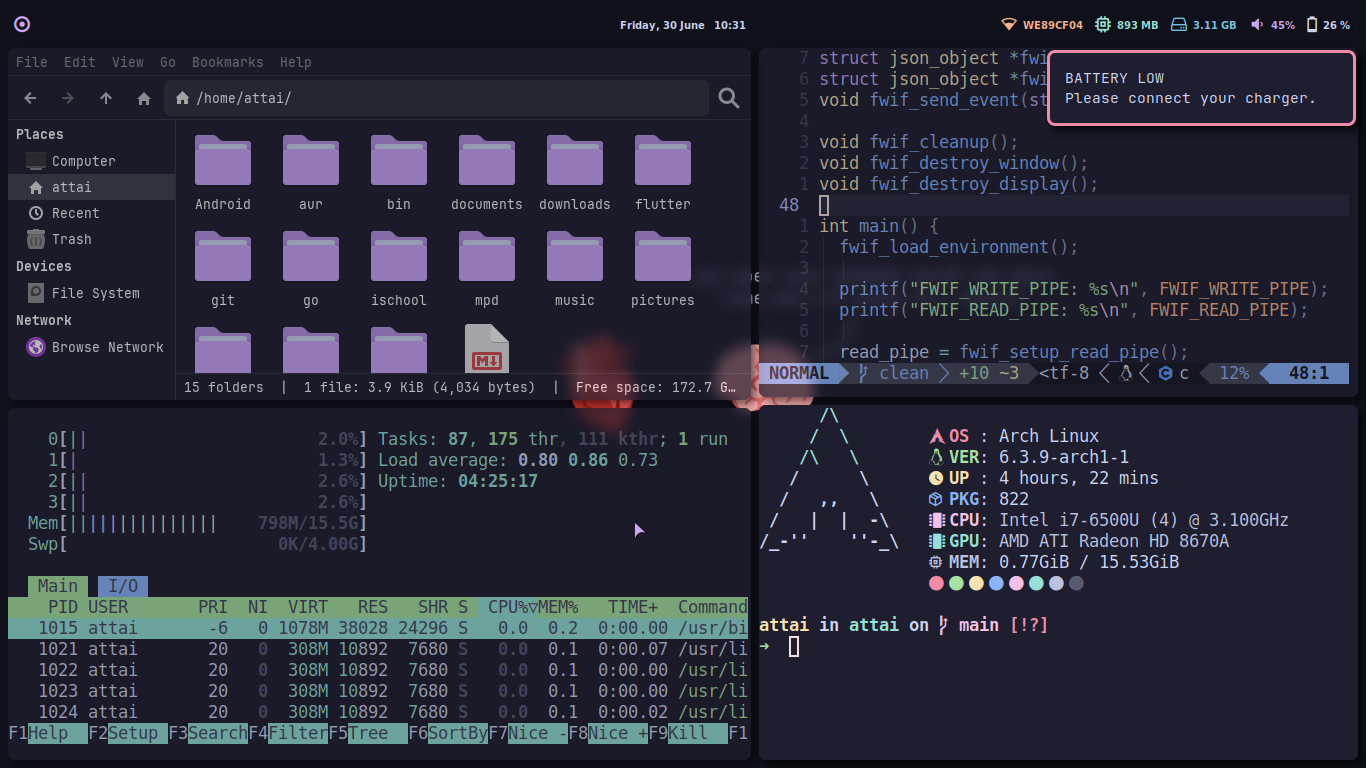 Friday, 30 June 10:31
WE89CF04 893 MB 3.11 GB 45% 26 %
File Edit View Go Bookmarks Help
/home/attai/
Places
Computer
attai
Recent
Trash
Devices
File System
Network
Browse Network
Android aur bin documents downloads flutter
git go ischool mpd music pictures
15 folders | 1 file: 3.9 KiB (4,034 bytes) | Free space: 172.7 G…
7 struct json_object *fwi
6 struct json_object *fwi
5 void fwif_send_event(st
4
3 void fwif_cleanup();
2 void fwif_destroy_window();
1 void fwif_destroy_display();
48
1 int main() {
2 fwif_load_environment();
3
4 printf("FWIF_WRITE_PIPE: %s\n", FWIF_WRITE_PIPE);
5 printf("FWIF_READ_PIPE: %s\n", FWIF_READ_PIPE);
6
7 read_pipe = fwif_setup_read_pipe();
NORMAL clean +10 ~3 <tf-8 c 12% 48:1
BATTERY LOW
Please connect your charger.
0[|| 2.0%] Tasks: 87, 175 thr, 111 kthr; 1 run
1[| 1.3%] Load average: 0.80 0.86 0.73
2[|| 2.6%] Uptime: 04:25:17
3[|| 2.6%]
Mem[||||||||||||||| 798M/15.5G]
Swp[ 0K/4.00G]
Main I/O
PID USER PRI NI VIRT RES SHR S CPU%▽MEM% TIME+ Command
1015 attai -6 0 1078M 38028 24296 S 0.0 0.2 0:00.00 /usr/bi
1021 attai 20 0 308M 10892 7680 S 0.0 0.1 0:00.07 /usr/li
1022 attai 20 0 308M 10892 7680 S 0.0 0.1 0:00.00 /usr/li
1023 attai 20 0 308M 10892 7680 S 0.0 0.1 0:00.00 /usr/li
1024 attai 20 0 308M 10892 7680 S 0.0 0.1 0:00.02 /usr/li
F1Help F2Setup F3SearchF4FilterF5Tree F6SortByF7Nice -F8Nice +F9Kill F1
/\
/ \
/\ \
/ \
/ ,, \
/ | | -\
/_-'' ''-_\
OS : Arch Linux
VER: 6.3.9-arch1-1
UP : 4 hours, 22 mins
PKG: 822
CPU: Intel i7-6500U (4) @ 3.100GHz
GPU: AMD ATI Radeon HD 8670A
MEM: 0.77GiB / 15.53GiB
attai in attai on main [!?]
➜